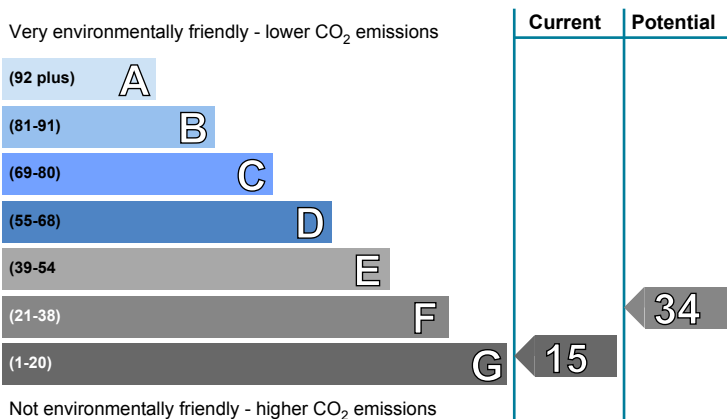 Current Potential
Very environmentally friendly - lower CO2 emissions
(92 plus) A
(81-91) B
(69-80) C
(55-68) D
(39-54 E
(21-38) F
34
(1-20) G
15
Not environmentally friendly - higher CO2 emissions